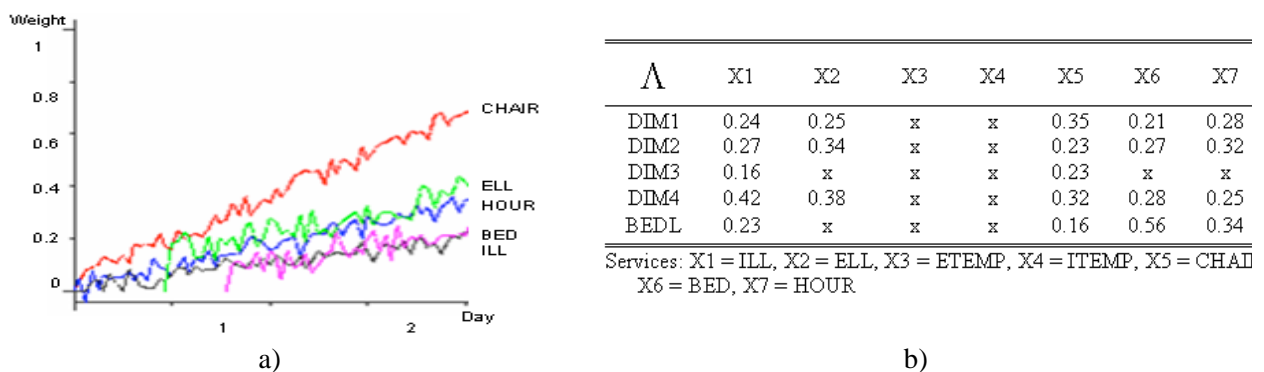 Weight
1
0.8
0.6
0.4
0.2
0
CHAIR
ELL
HOUR
BED
ILL
1 2 Day
a)
Λ X1 X2 X3 X4 X5 X6 X7
DIM1 0.24 0.25 x x 0.35 0.21 0.28
DIM2 0.27 0.34 x x 0.23 0.27 0.32
DIM3 0.16 x x x 0.23 x x
DIM4 0.42 0.38 x x 0.32 0.28 0.25
BEDL 0.23 x x x 0.16 0.56 0.34
Services: X1 = ILL, X2 = ELL, X3 = ETEMP, X4 = ITEMP, X5 =
X6 = BED, X7 = HOUR
b)